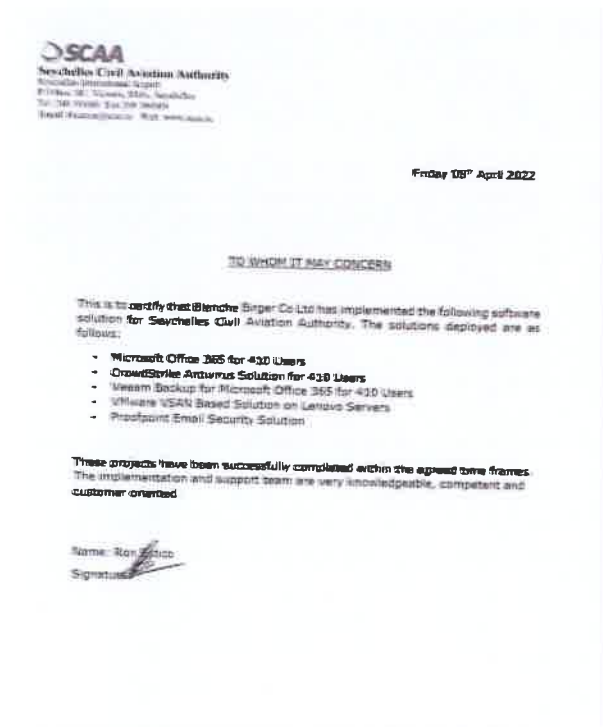 SCAA
Seychelles Civil Aviation Authority
Seychelles International Airport
Friday 08th April 2022
TO WHOM IT MAY CONCERN
This is to certify that Blanche Birger Co Ltd has implemented the following software
solution for Seychelles Civil Aviation Authority. The solutions deployed are as
follows:
- Microsoft Office 365 for 410 Users
- CrowdStrike Antivirus Solution for 410 Users
- Veeam Backup for Microsoft Office 365 for 410 Users
- VMware VSAN Based Solution on Lenovo Servers
- Proofpoint Email Security Solution
These projects have been successfully completed within the agreed time frames
The implementation and support team are very knowledgeable, competent and
customer oriented
Name: Ron
Signature